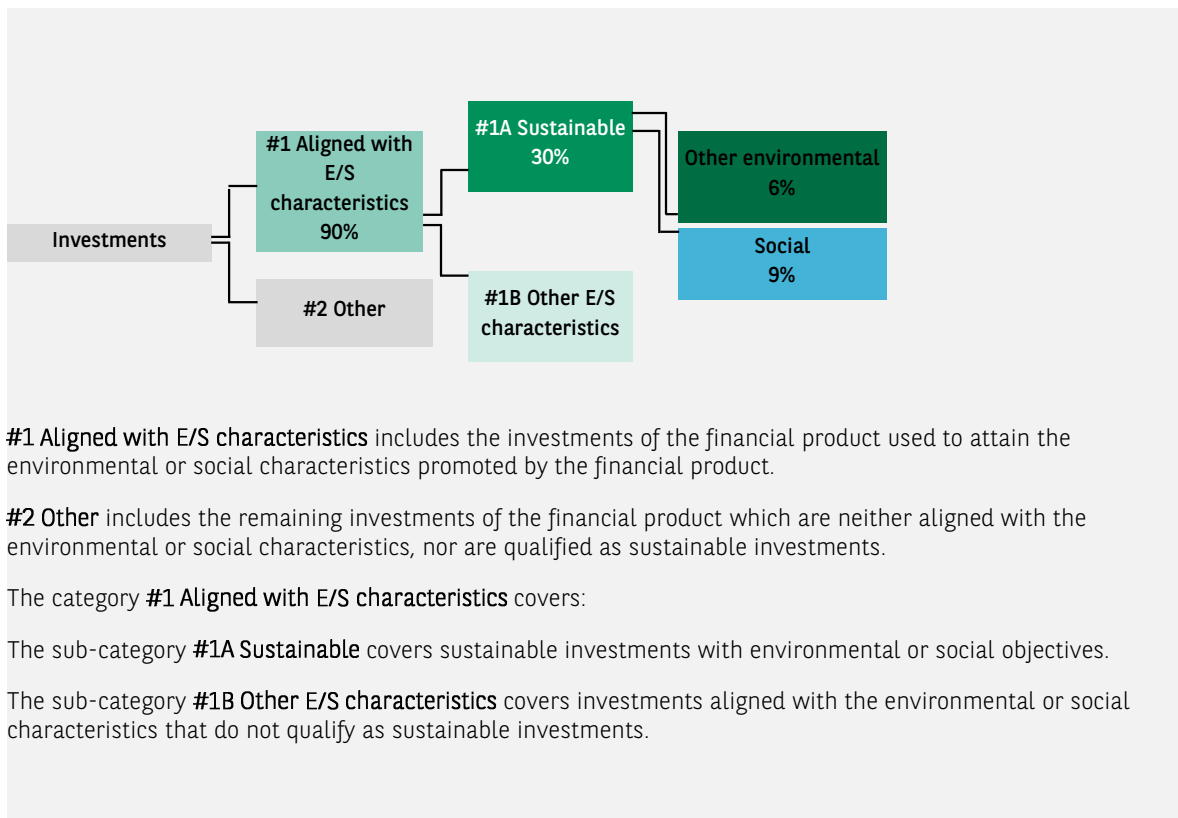 #1A Sustainable
30%
#1 Aligned with
E/S
characteristics
90%
Other environmental
6%
Investments
Social
9%
#2 Other
#1B Other E/S
characteristics
#1 Aligned with E/S characteristics includes the investments of the financial product used to attain the
environmental or social characteristics promoted by the financial product.
#2 Other includes the remaining investments of the financial product which are neither aligned with the
environmental or social characteristics, nor are qualified as sustainable investments.
The category #1 Aligned with E/S characteristics covers:
The sub-category #1A Sustainable covers sustainable investments with environmental or social objectives.
The sub-category #1B Other E/S characteristics covers investments aligned with the environmental or social
characteristics that do not qualify as sustainable investments.